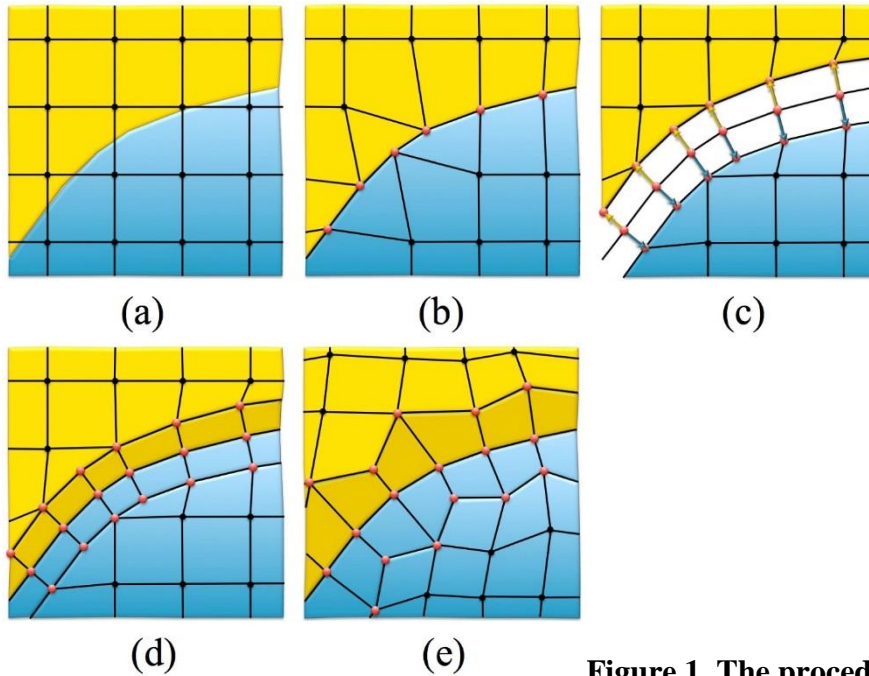 (a)
(b)
(c)
(d)
(e)
Figure 1. The proced